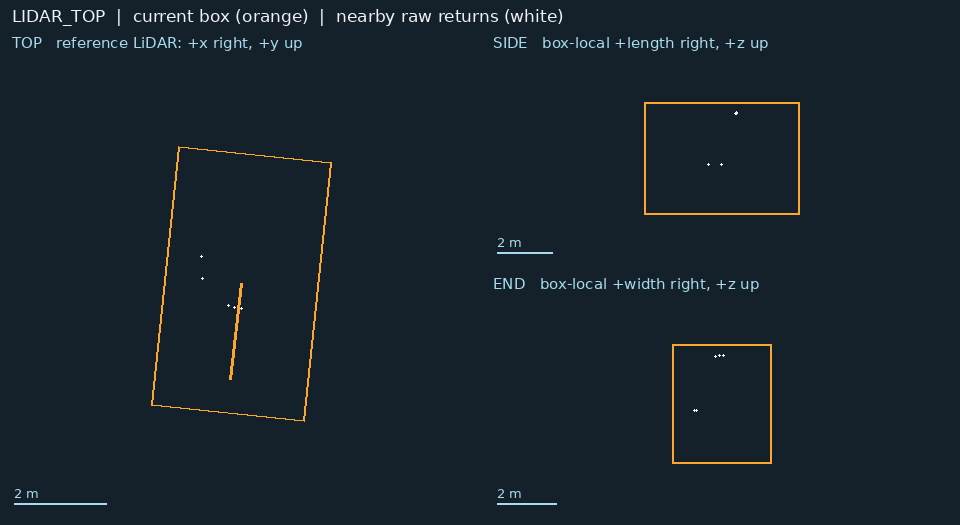 LIDAR_TOP | current box (orange) | nearby raw returns (white)
TOP reference LiDAR: +x right, +y up
SIDE box-local +length right, +z up
2 m
END box-local +width right, +z up
2 m
2 m